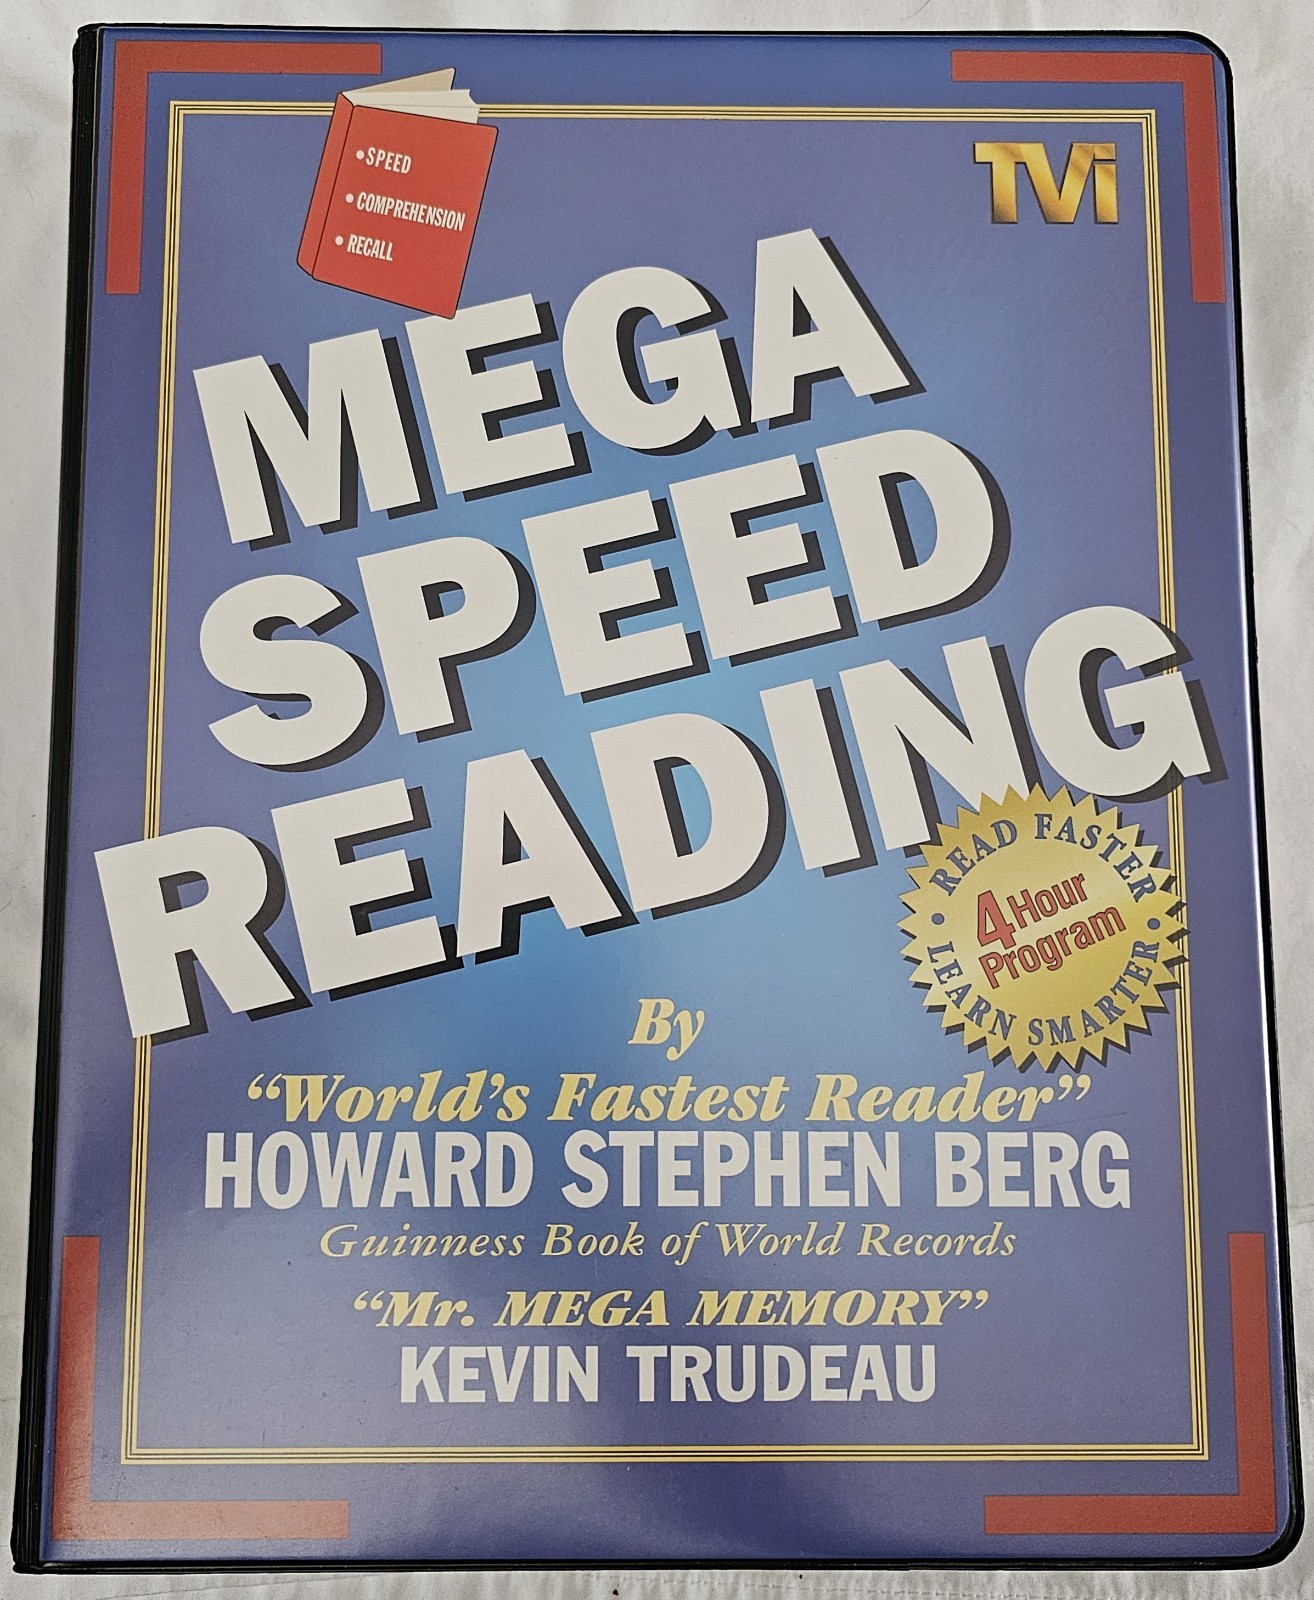 •SPEED
•COMPREHENSION
•RECALL
TVi
MEGA
SPEED
READING
READ FASTER
4 Hour
Program
• LEARN SMARTER •
By
“World’s Fastest Reader”
HOWARD STEPHEN BERG
Guinness Book of World Records
“Mr. MEGA MEMORY”
KEVIN TRUDEAU